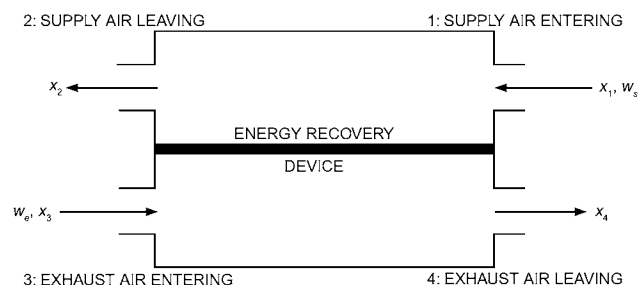 2: SUPPLY AIR LEAVING
1: SUPPLY AIR ENTERING
x2
x1, ws
ENERGY RECOVERY
DEVICE
we, x3
x4
3: EXHAUST AIR ENTERING
4: EXHAUST AIR LEAVING